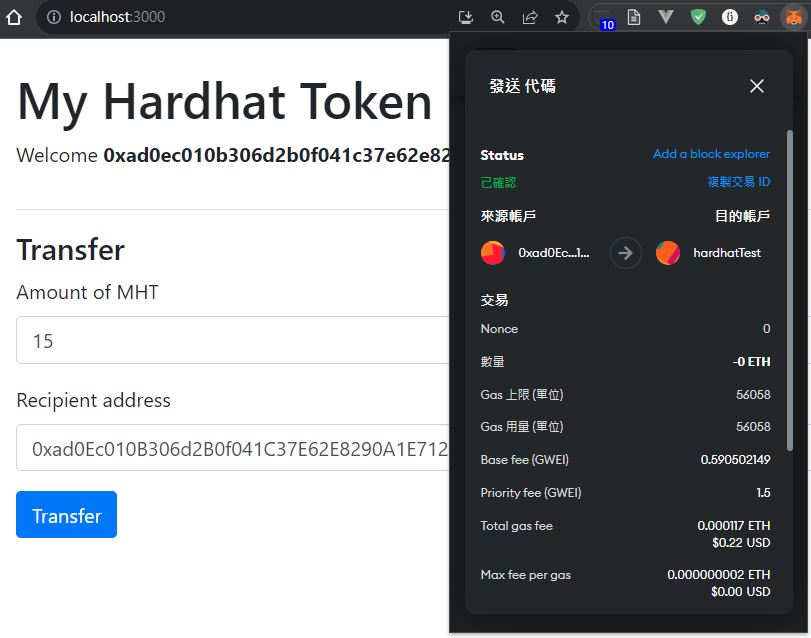 localhost:3000
10
My Hardhat Token
Welcome 0xad0ec010b306d2b0f041c37e62e82
Transfer
Amount of MHT
15
Recipient address
0xad0Ec010B306d2B0f041C37E62E8290A1E712
Transfer
發送 代碼
Status
Add a block explorer
已確認
複製交易 ID
來源帳戶
目的帳戶
0xad0Ec...1...
hardhatTest
交易
Nonce
0
數量
-0 ETH
Gas 上限 (單位)
56058
Gas 用量 (單位)
56058
Base fee (GWEI)
0.590502149
Priority fee (GWEI)
1.5
Total gas fee
0.000117 ETH
$0.22 USD
Max fee per gas
0.000000002 ETH
$0.00 USD